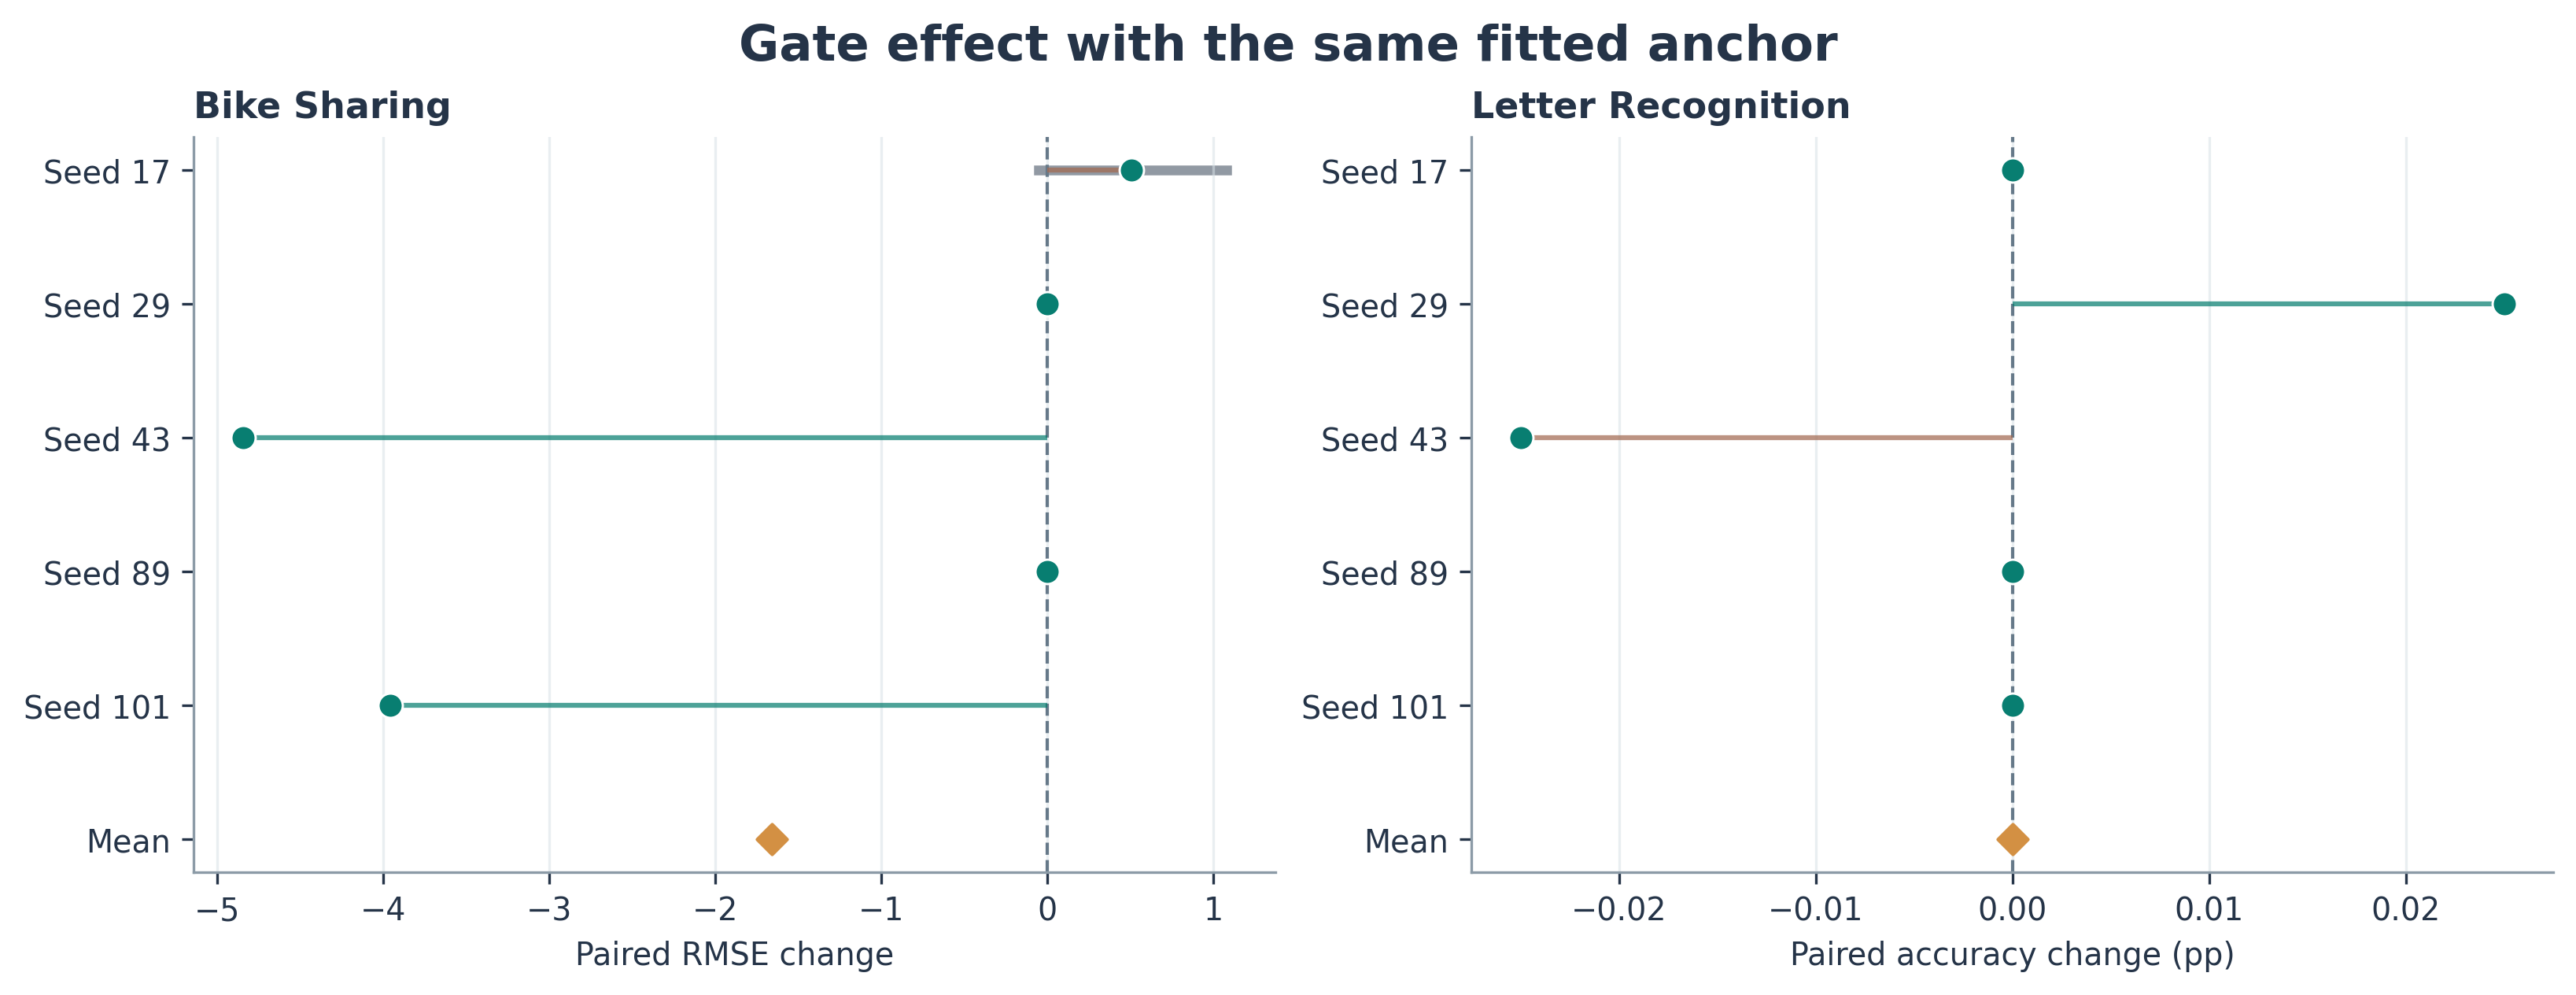 Gate effect with the same fitted anchor
Bike Sharing
Seed 17
Seed 29
Seed 43
Seed 89
Seed 101
Mean
−5 −4 −3 −2 −1 0 1
Paired RMSE change
Letter Recognition
Seed 17
Seed 29
Seed 43
Seed 89
Seed 101
Mean
−0.02 −0.01 0.00 0.01 0.02
Paired accuracy change (pp)